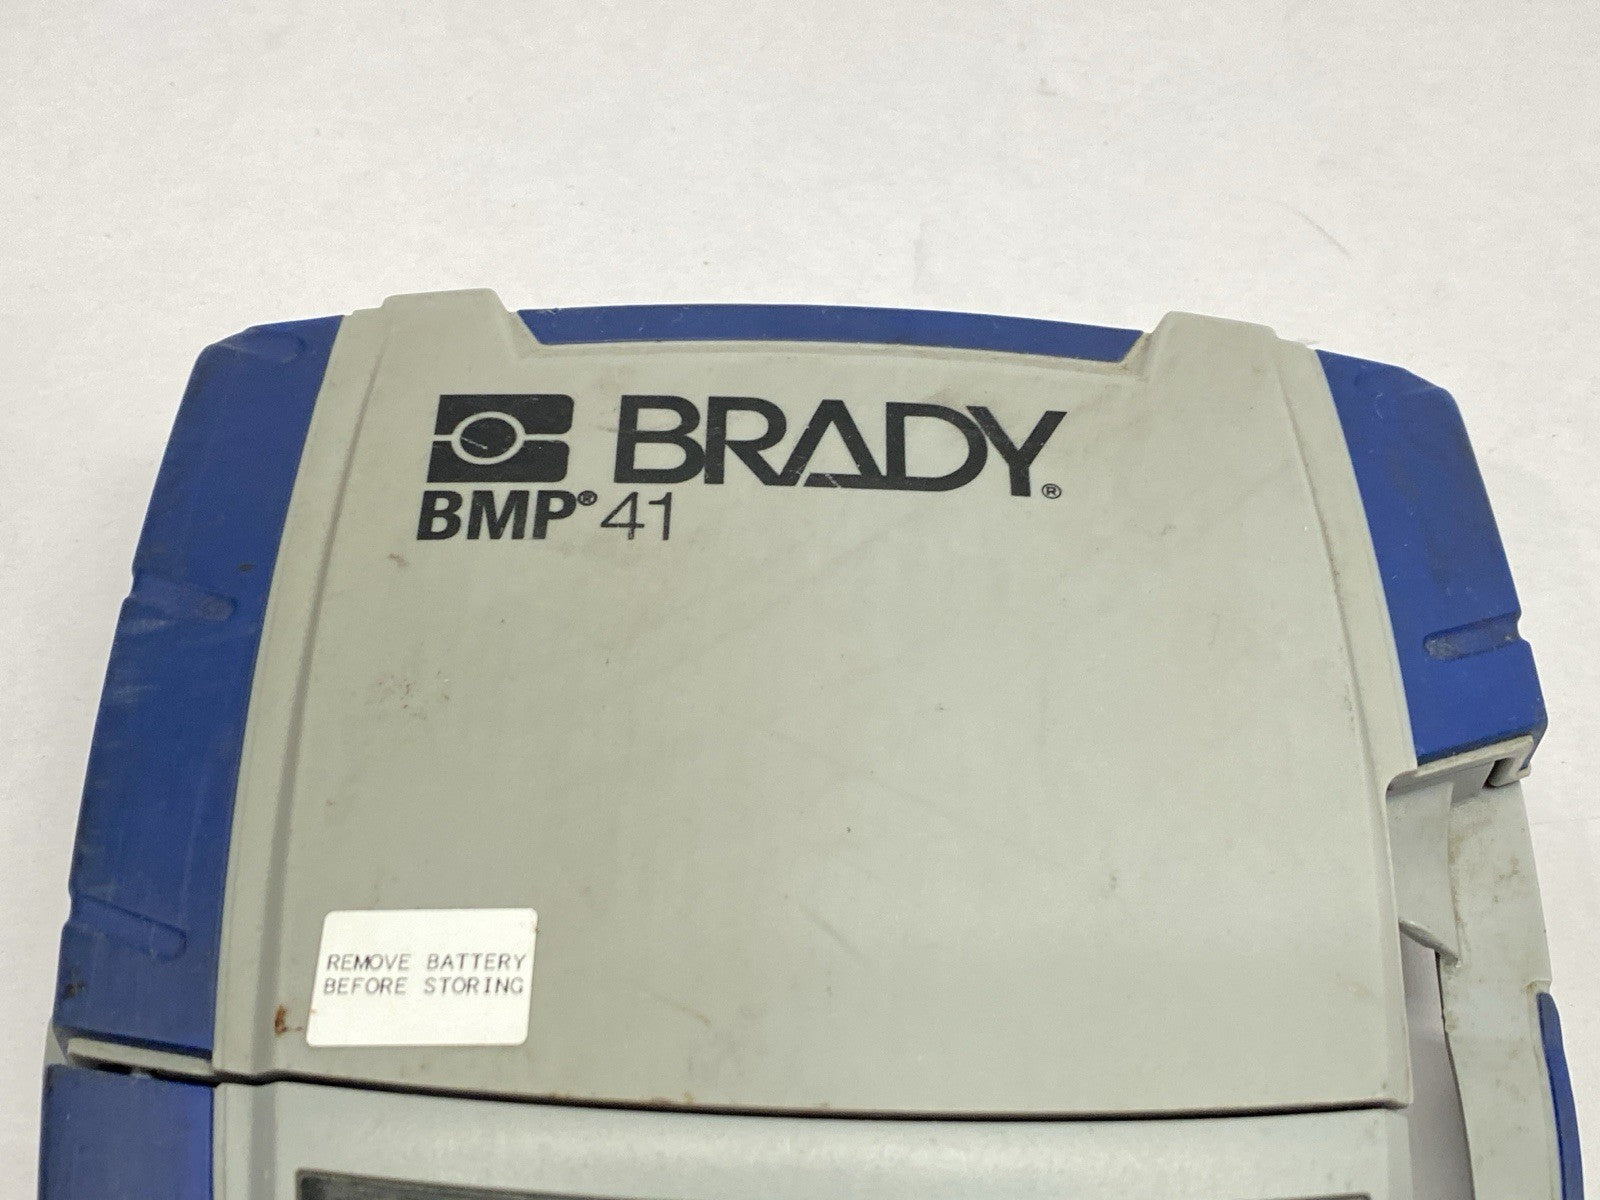 BRADY®
BMP® 41
REMOVE BATTERY
BEFORE STORING